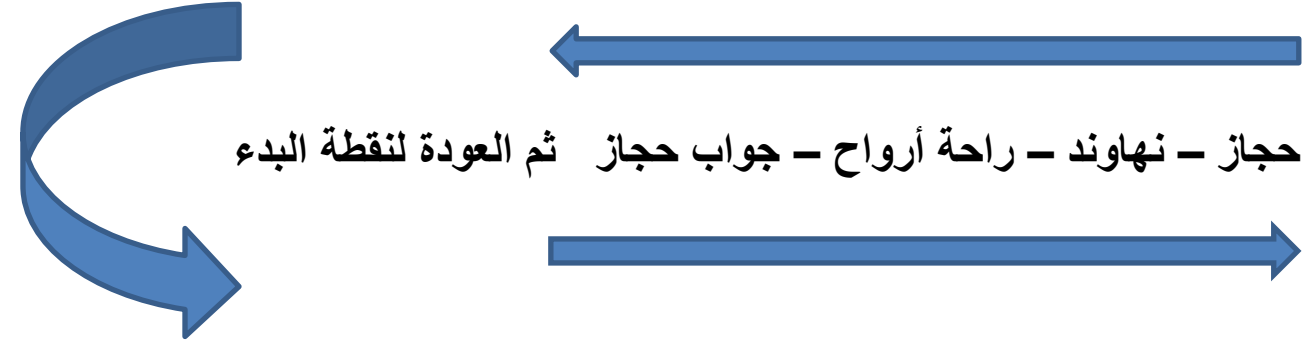 حجاز – نهاوند – راحة أرواح – جواب حجاز ثم العودة لنقطة البدء